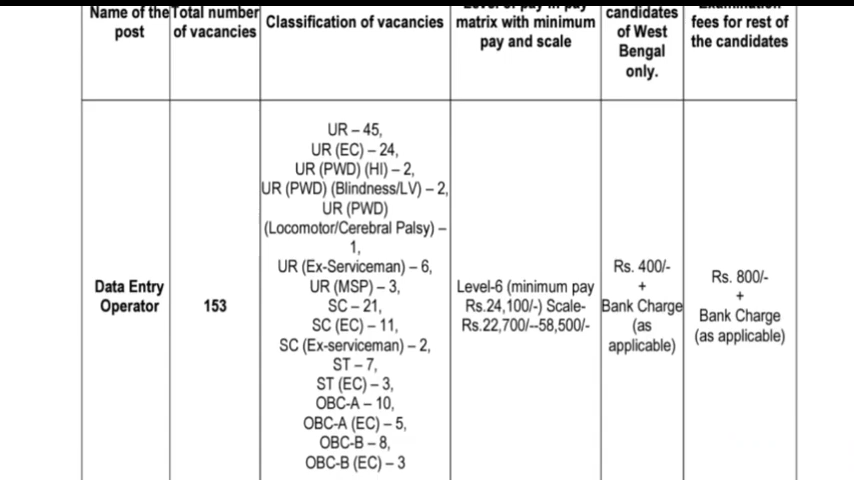 Name of the post
Total number of vacancies
Classification of vacancies
matrix with minimum pay and scale
candidates of West Bengal only.
fees for rest of the candidates
Data Entry
Operator
153
UR – 45,
UR (EC) – 24,
UR (PWD) (HI) – 2,
UR (PWD) (Blindness/LV) – 2,
UR (PWD)
(Locomotor/Cerebral Palsy) –
1,
UR (Ex-Serviceman) – 6,
UR (MSP) – 3,
SC – 21,
SC (EC) – 11,
SC (Ex-serviceman) – 2,
ST – 7,
ST (EC) – 3,
OBC-A – 10,
OBC-A (EC) – 5,
OBC-B – 8,
OBC-B (EC) – 3
Level-6 (minimum pay
Rs.24,100/-) Scale-
Rs.22,700/--58,500/-
Rs. 400/-
+
Bank Charge
(as
applicable)
Rs. 800/-
+
Bank Charge
(as applicable)